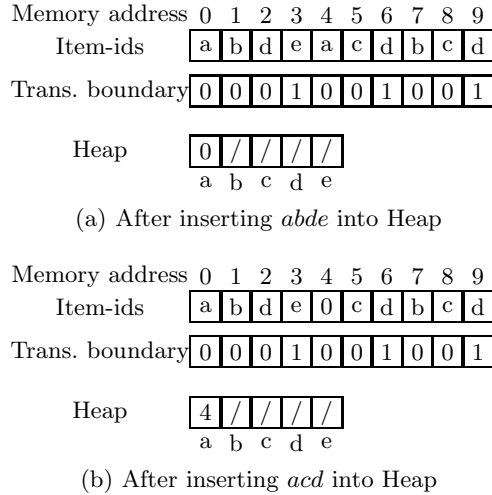 Memory address 0 1 2 3 4 5 6 7 8 9
Item-ids a b d e a c d b c d
Trans. boundary 0 0 0 1 0 0 1 0 0 1
Heap 0 / / / /
a b c d e
(a) After inserting abde into Heap
Memory address 0 1 2 3 4 5 6 7 8 9
Item-ids a b d e 0 c d b c d
Trans. boundary 0 0 0 1 0 0 1 0 0 1
Heap 4 / / / /
a b c d e
(b) After inserting acd into Heap